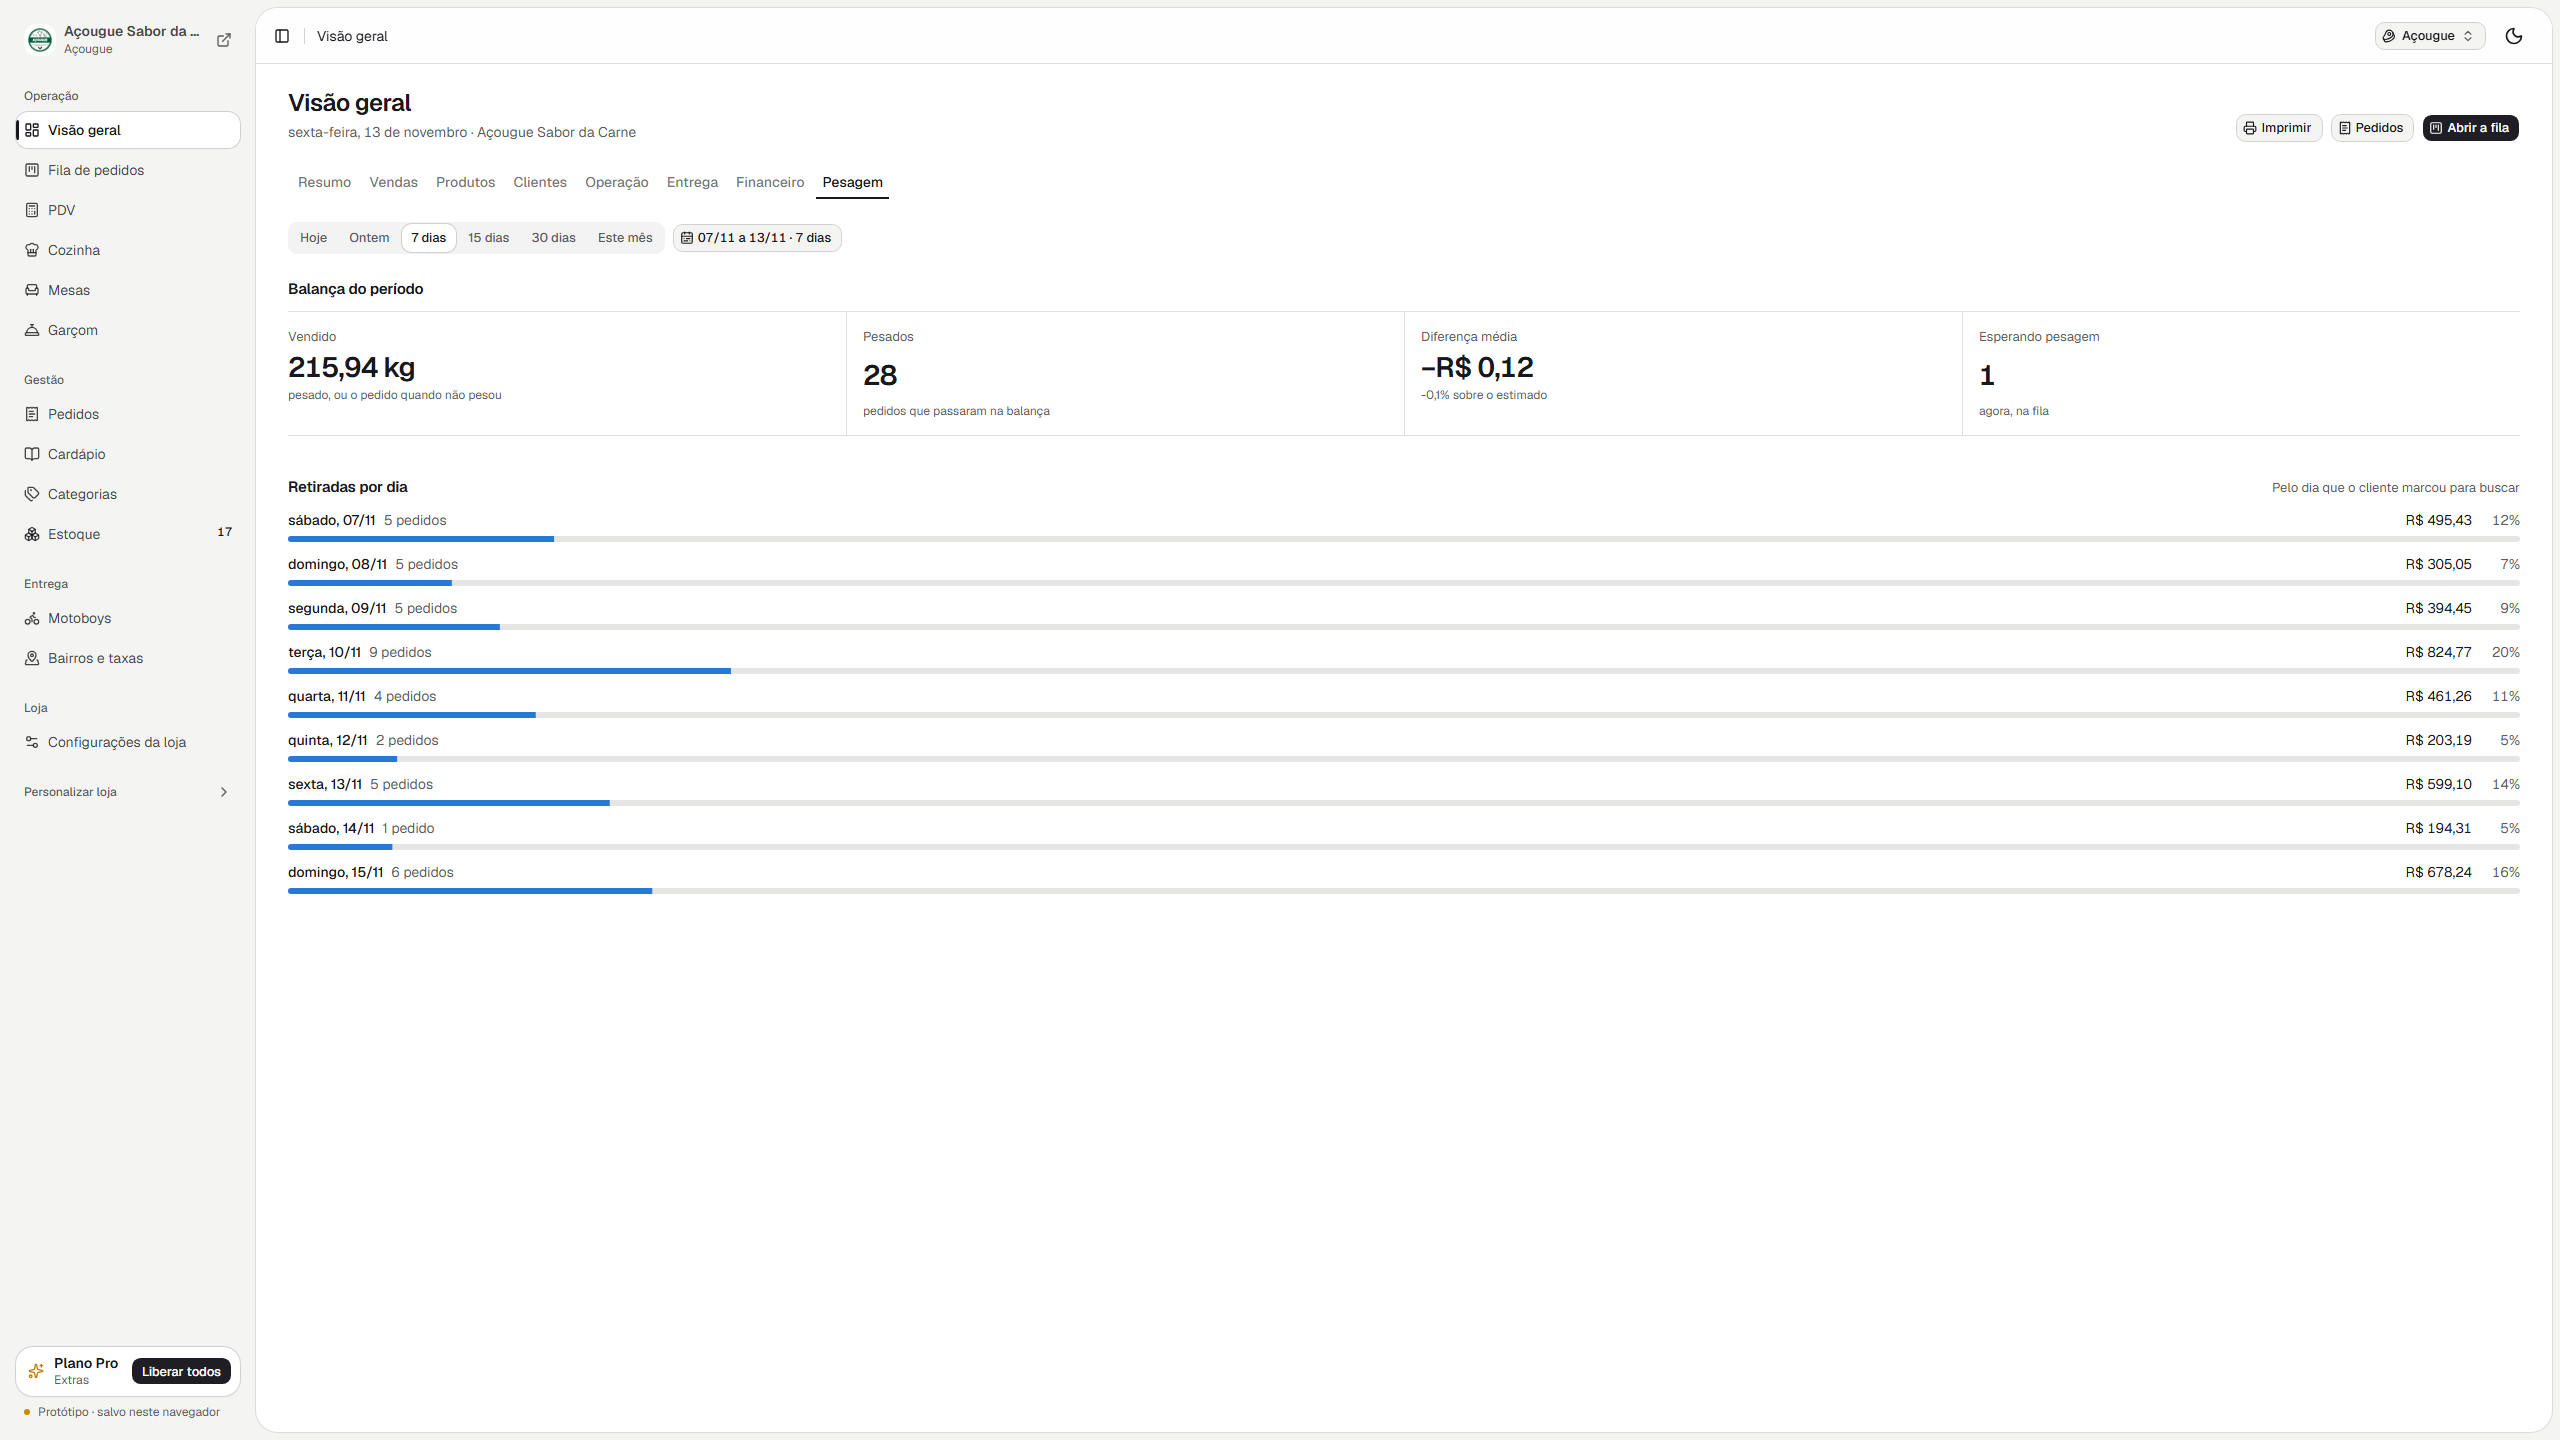 Açougue Sabor da ...
Açougue
Operação
Visão geral
Fila de pedidos
PDV
Cozinha
Mesas
Garçom
Gestão
Pedidos
Cardápio
Categorias
Estoque 17
Entrega
Motoboys
Bairros e taxas
Loja
Configurações da loja
Personalizar loja
Plano Pro
Extras
Liberar todos
Protótipo · salvo neste navegador
Visão geral
Açougue
Visão geral
sexta-feira, 13 de novembro · Açougue Sabor da Carne
Imprimir Pedidos Abrir a fila
Resumo Vendas Produtos Clientes Operação Entrega Financeiro Pesagem
Hoje Ontem 7 dias 15 dias 30 dias Este mês 07/11 a 13/11 · 7 dias
Balança do período
Vendido
215,94 kg
pesado, ou o pedido quando não pesou
Pesados
28
pedidos que passaram na balança
Diferença média
−R$ 0,12
-0,1% sobre o estimado
Esperando pesagem
1
agora, na fila
Retiradas por dia Pelo dia que o cliente marcou para buscar
sábado, 07/11 5 pedidos R$ 495,43 12%
domingo, 08/11 5 pedidos R$ 305,05 7%
segunda, 09/11 5 pedidos R$ 394,45 9%
terça, 10/11 9 pedidos R$ 824,77 20%
quarta, 11/11 4 pedidos R$ 461,26 11%
quinta, 12/11 2 pedidos R$ 203,19 5%
sexta, 13/11 5 pedidos R$ 599,10 14%
sábado, 14/11 1 pedido R$ 194,31 5%
domingo, 15/11 6 pedidos R$ 678,24 16%